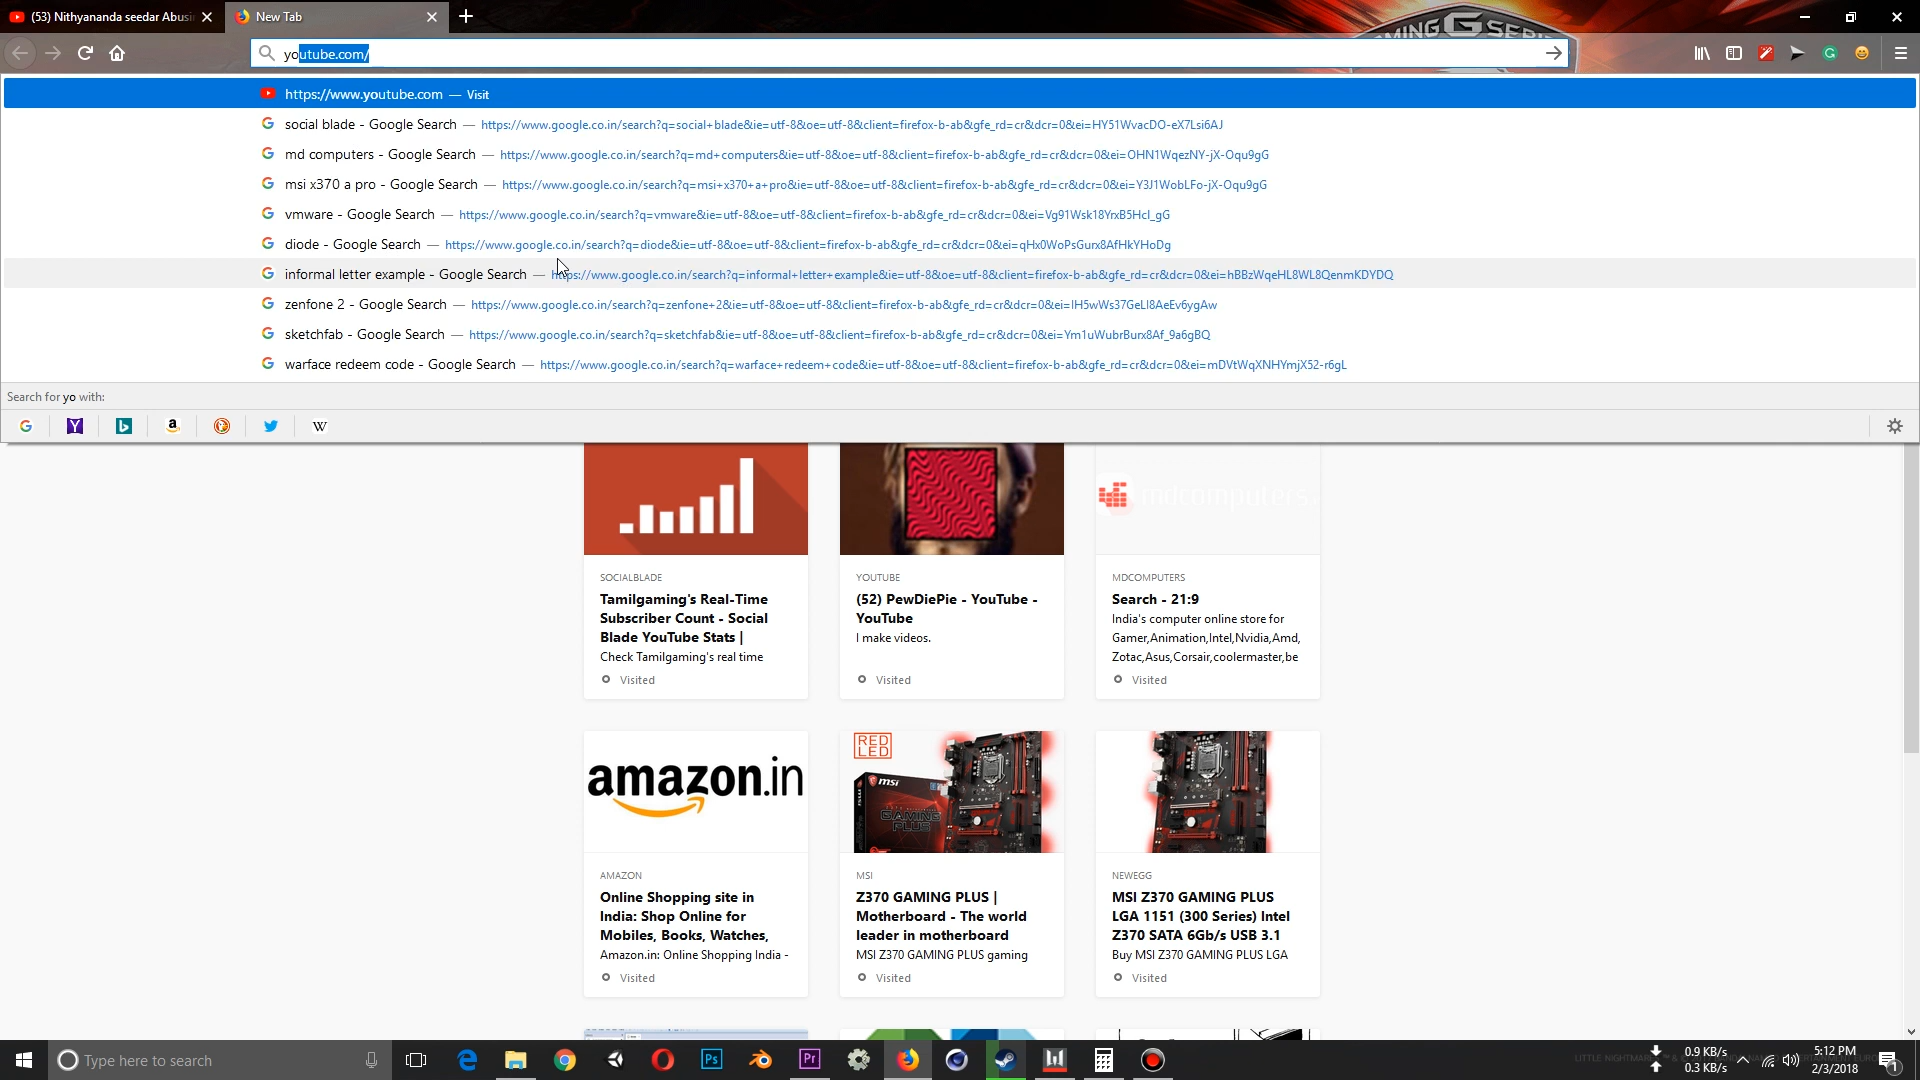 (53) Nithyananda seedar Abusi
New Tab
youtube.com/
https://www.youtube.com — Visit
social blade - Google Search — https://www.google.co.in/search?q=social+blade&ie=utf-8&oe=utf-8&client=firefox-b-ab&gfe_rd=cr&dcr=0&ei=HY51WvacDO-eX7Lsi6AJ
md computers - Google Search — https://www.google.co.in/search?q=md+computers&ie=utf-8&oe=utf-8&client=firefox-b-ab&gfe_rd=cr&dcr=0&ei=OHN1WqezNY-jX-Oqu9gG
msi x370 a pro - Google Search — https://www.google.co.in/search?q=msi+x370+a+pro&ie=utf-8&oe=utf-8&client=firefox-b-ab&gfe_rd=cr&dcr=0&ei=Y3J1WobLFo-jX-Oqu9gG
vmware - Google Search — https://www.google.co.in/search?q=vmware&ie=utf-8&oe=utf-8&client=firefox-b-ab&gfe_rd=cr&dcr=0&ei=Vg91Wsk18YrxB5Hcl_gG
diode - Google Search — https://www.google.co.in/search?q=diode&ie=utf-8&oe=utf-8&client=firefox-b-ab&gfe_rd=cr&dcr=0&ei=qHx0WoPsGurx8AfHkYHoDg
informal letter example - Google Search — https://www.google.co.in/search?q=informal+letter+example&ie=utf-8&oe=utf-8&client=firefox-b-ab&gfe_rd=cr&dcr=0&ei=hBBzWqeHL8WL8QenmKDYDQ
zenfone 2 - Google Search — https://www.google.co.in/search?q=zenfone+2&ie=utf-8&oe=utf-8&client=firefox-b-ab&gfe_rd=cr&dcr=0&ei=IH5wWs37GeLI8AeEv6ygAw
sketchfab - Google Search — https://www.google.co.in/search?q=sketchfab&ie=utf-8&oe=utf-8&client=firefox-b-ab&gfe_rd=cr&dcr=0&ei=Ym1uWubrBurx8Af_9a6gBQ
warface redeem code - Google Search — https://www.google.co.in/search?q=warface+redeem+code&ie=utf-8&oe=utf-8&client=firefox-b-ab&gfe_rd=cr&dcr=0&ei=mDVtWqXNHYmjX52-r6gL
Search for yo with:
mdcomputers
SOCIALBLADE
Tamilgaming's Real-Time
Subscriber Count - Social
Blade YouTube Stats |
Check Tamilgaming's real time
Visited
YOUTUBE
(52) PewDiePie - YouTube -
YouTube
I make videos.
Visited
MDCOMPUTERS
Search - 21:9
India's computer online store for
Gamer,Animation,Intel,Nvidia,Amd,
Zotac,Asus,Corsair,coolermaster,be
Visited
amazon.in
RED
LED
msi
GAMING
PLUS
AMAZON
Online Shopping site in
India: Shop Online for
Mobiles, Books, Watches,
Amazon.in: Online Shopping India -
Visited
MSI
Z370 GAMING PLUS |
Motherboard - The world
leader in motherboard
MSI Z370 GAMING PLUS gaming
Visited
NEWEGG
MSI Z370 GAMING PLUS
LGA 1151 (300 Series) Intel
Z370 SATA 6Gb/s USB 3.1
Buy MSI Z370 GAMING PLUS LGA
Visited
Type here to search
0.9 KB/s
0.3 KB/s
5:12 PM
2/3/2018